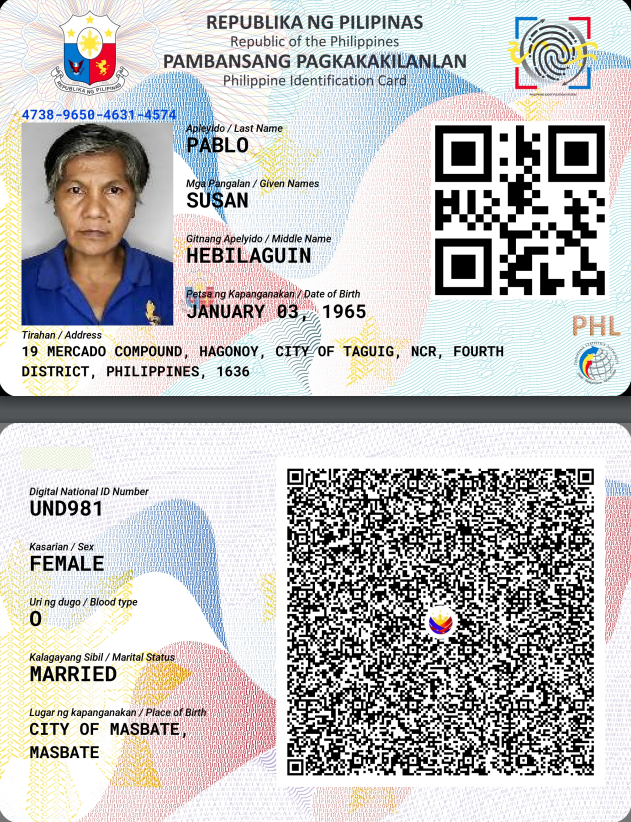 REPUBLIKA NG PILIPINAS
Republic of the Philippines
PAMBANSANG PAGKAKAKILANLAN
Philippine Identification Card
REPUBLIKA NG PILIPINAS
4738-9650-4631-4574
Apleyido / Last Name
PABLO
Mga Pangalan / Given Names
SUSAN
Gitnang Apelyido / Middle Name
HEBILAGUIN
Petsa ng Kapanganakan / Date of Birth
JANUARY 03, 1965
PHL
Tirahan / Address
19 MERCADO COMPOUND, HAGONOY, CITY OF TAGUIG, NCR, FOURTH
DISTRICT, PHILIPPINES, 1636
Digital National ID Number
UND981
Kasarian / Sex
FEMALE
Uri ng dugo / Blood type
O
Kalagayang Sibil / Marital Status
MARRIED
Lugar ng kapanganakan / Place of Birth
CITY OF MASBATE,
MASBATE